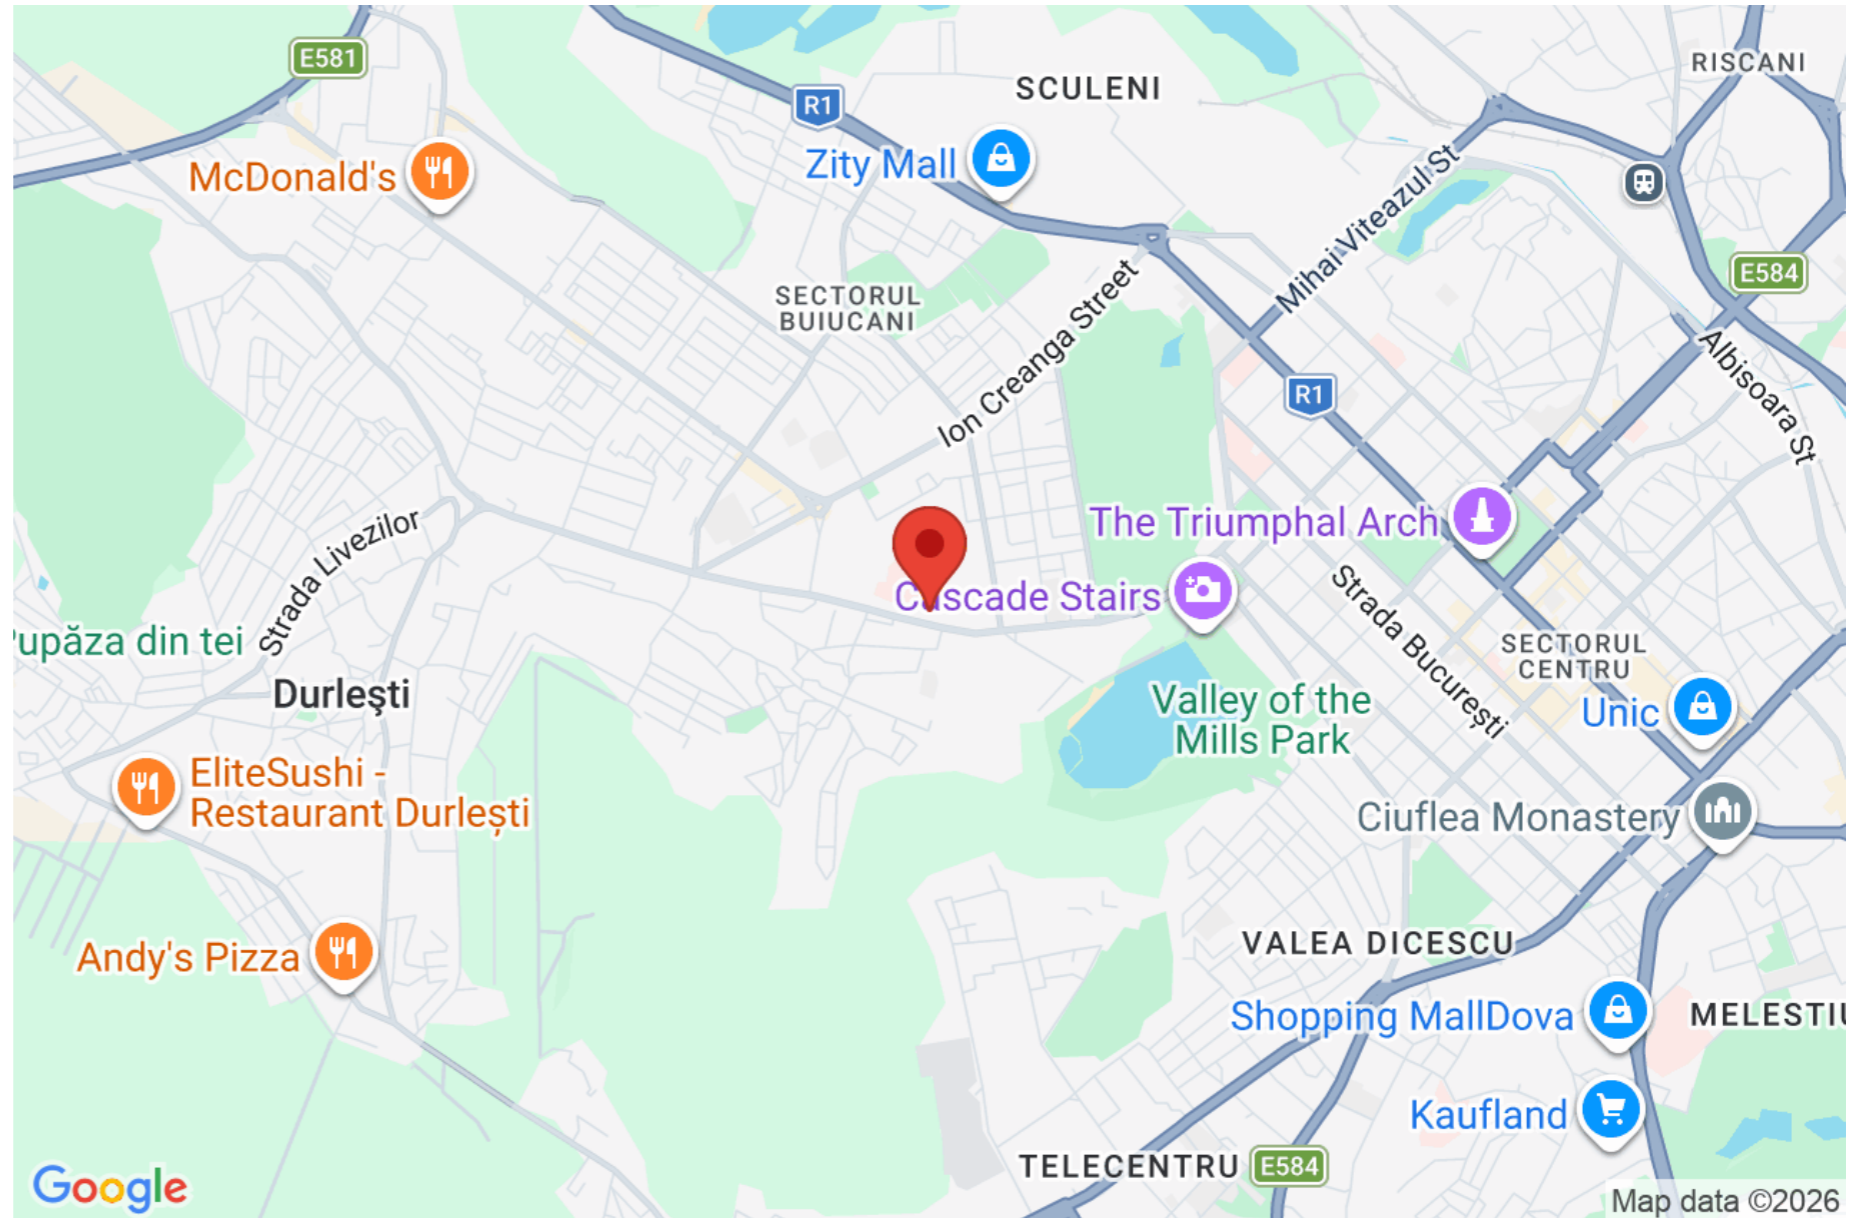 E581
RISCANI
SCULENI
R1
Zity Mall
McDonald's
Mihai Viteazul St
E584
SECTORUL
BUIUCANI
Ion Creanga Street
Albisoara St
R1
The Triumphal Arch
Strada Livezilor
Cascade Stairs
Strada București
upăza din tei
SECTORUL
CENTRU
Durleşti
Valley of the
Mills Park
Unic
EliteSushi -
Restaurant Durlești
Ciuflea Monastery
Andy's Pizza
VALEA DICESCU
Shopping MallDova
MELESTIU
Kaufland
TELECENTRU
E584
Google
Map data ©2026